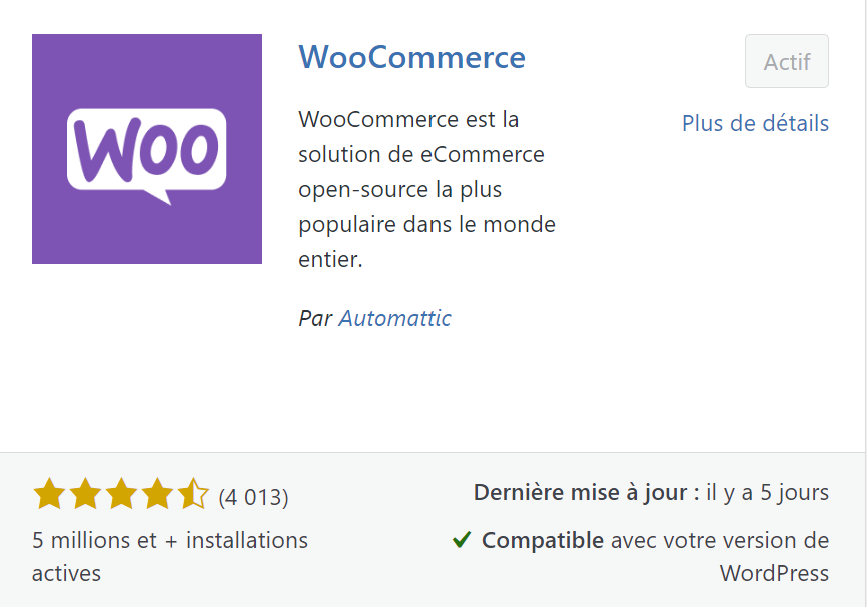 Woo
WooCommerce
Actif
Plus de détails
WooCommerce est la
solution de eCommerce
open-source la plus
populaire dans le monde
entier.
Par Automattic
(4 013)
5 millions et + installations
actives
Dernière mise à jour : il y a 5 jours
Compatible avec votre version de
WordPress